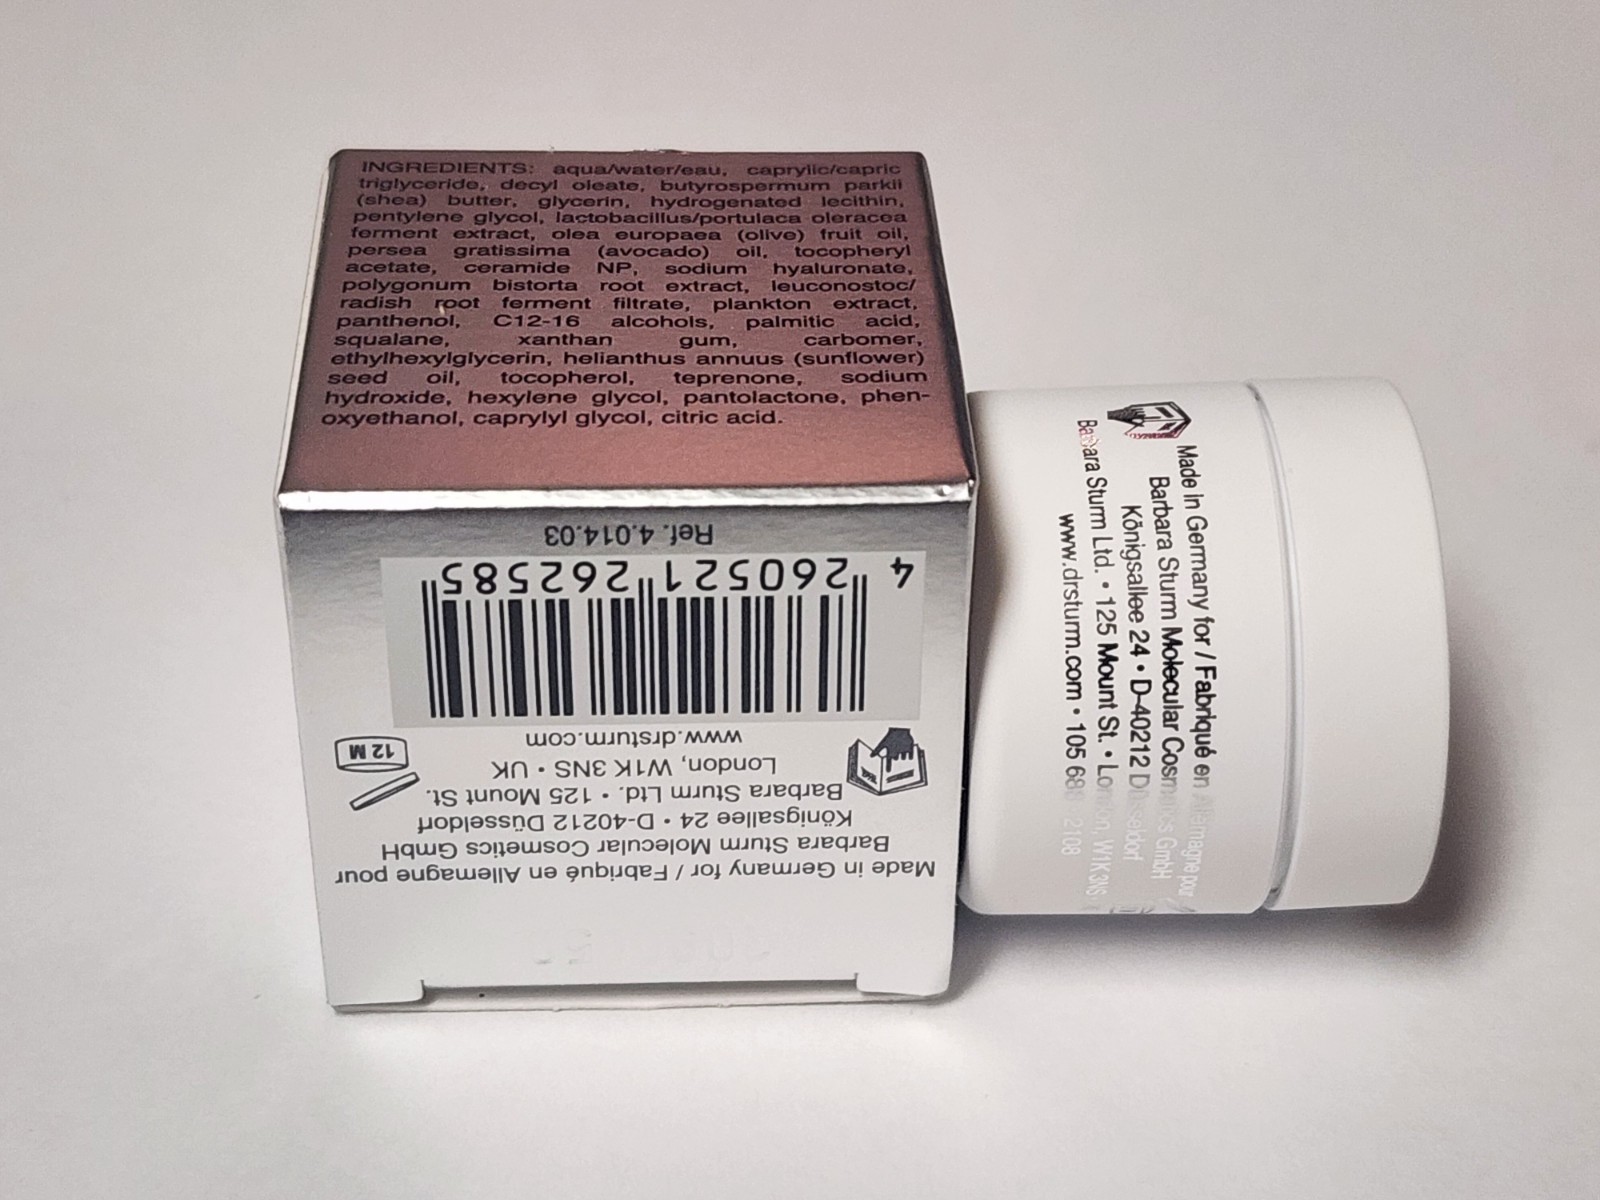 INGREDIENTS: aqua/water/eau, caprylic/capric
triglyceride, decyl oleate, butyrospermum parkii
(shea) butter, glycerin, hydrogenated lecithin,
pentylene glycol, lactobacillus/portulaca oleracea
ferment extract, olea europaea (olive) fruit oil,
persea gratissima (avocado) oil, tocopheryl
acetate, ceramide NP, sodium hyaluronate,
polygonum bistorta root extract, leuconostoc/
radish root ferment filtrate, plankton extract,
panthenol, C12-16 alcohols, palmitic acid,
squalane, xanthan gum, carbomer,
ethylhexylglycerin, helianthus annuus (sunflower)
seed oil, tocopherol, teprenone, sodium
hydroxide, hexylene glycol, pantolactone, phen-
oxyethanol, caprylyl glycol, citric acid.
Made in Germany for / Fabriqué en Allemagne pour
Barbara Sturm Molecular Cosmetics GmbH
Königsallee 24 • D-40212 Düsseldorf
Barbara Sturm Ltd. • 125 Mount St.
London, W1K 3NS • UK
www.drsturm.com
12 M
4 260521 262585
Ref. 4.014.03
Made in Germany for / Fabriqué en Allemagne pour
Barbara Sturm Molecular Cosmetics GmbH
Königsallee 24 • D-40212 Düsseldorf
Barbara Sturm Ltd. • 125 Mount St. • London, W1K 3NS
www.drsturm.com • 105 2108